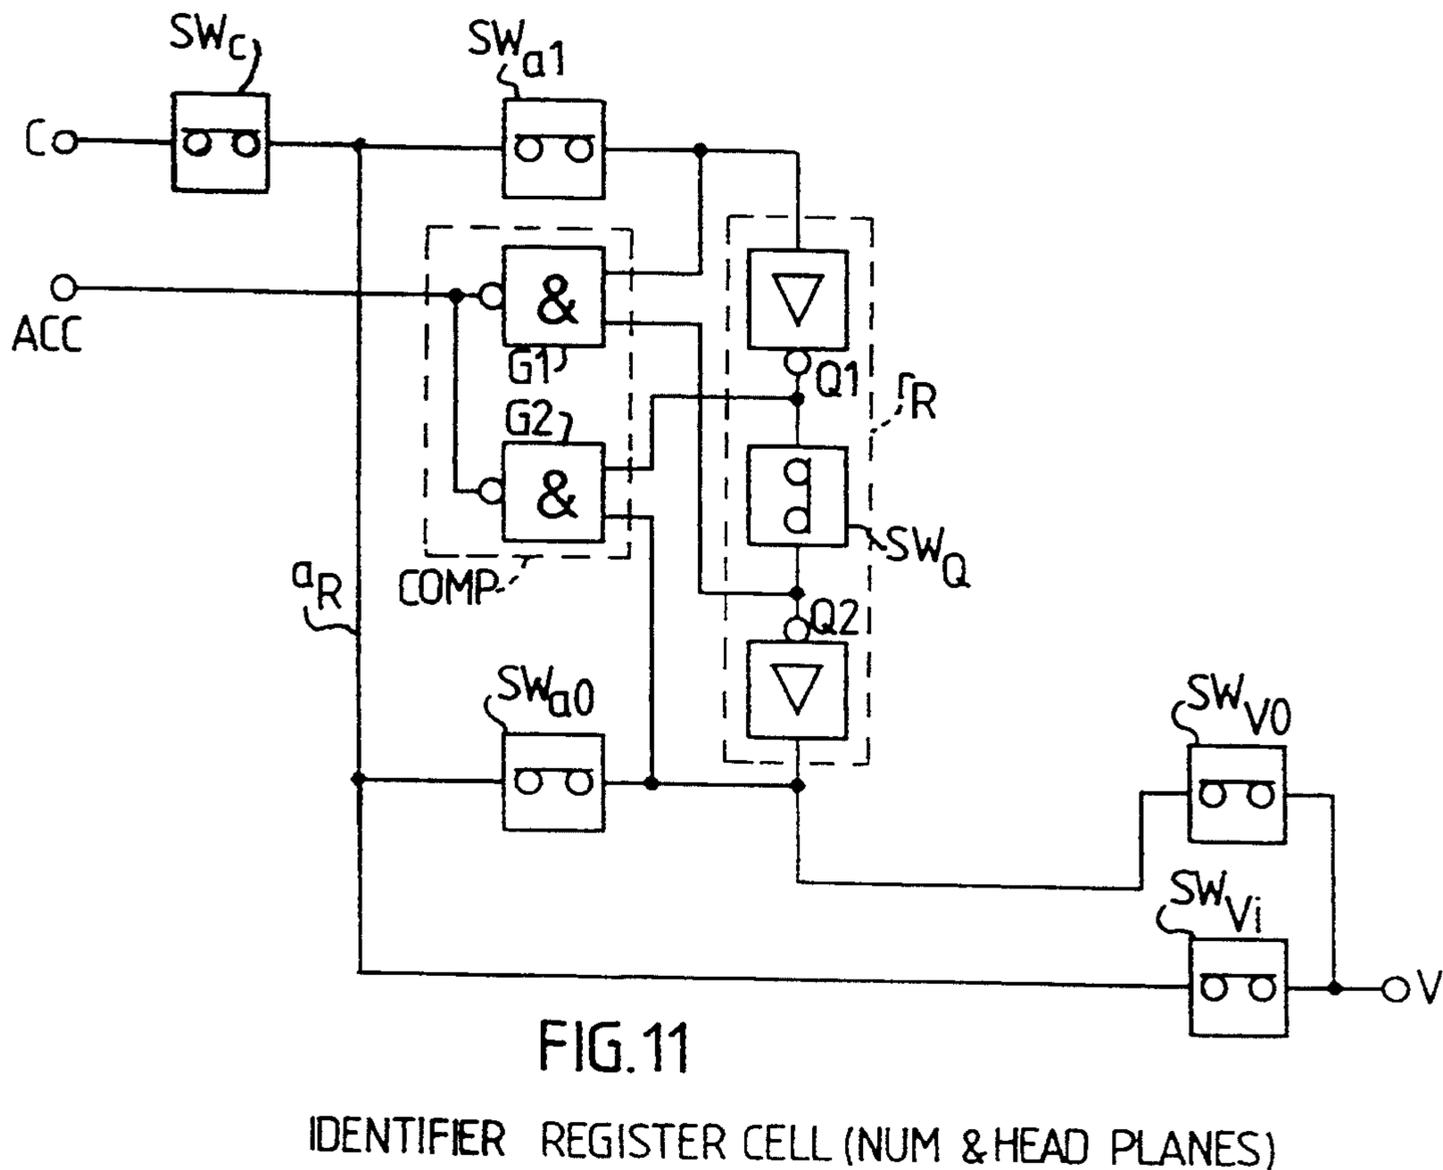 SWC
SWa1
C
ACC
&
G1
Q1
rR
G2
&
SWQ
aR
COMP
Q2
SWa0
SWV0
SWVi
V
FIG.11
IDENTIFIER REGISTER CELL (NUM & HEAD PLANES)